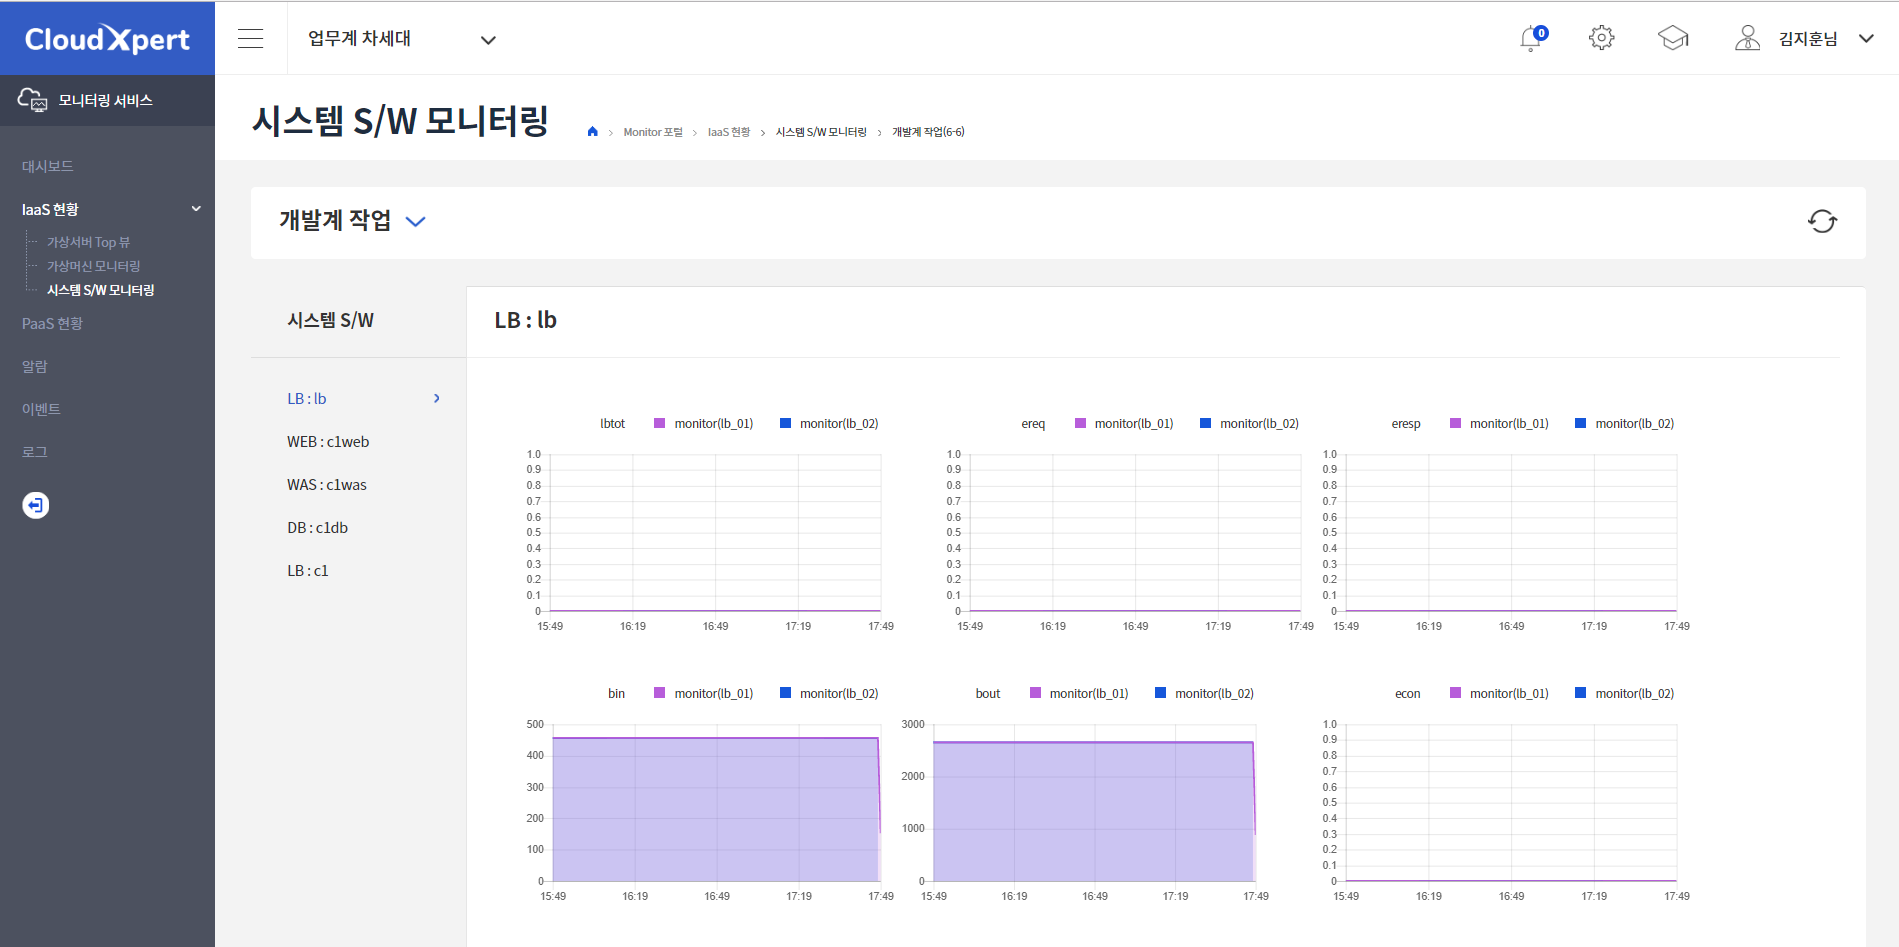 CloudXpert
업무계 차세대
0
김지훈님
모니터링 서비스
대시보드
IaaS 현황
가상서버 Top 뷰
가상머신 모니터링
시스템 S/W 모니터링
PaaS 현황
알람
이벤트
로그
시스템 S/W 모니터링
> Monitor 포털 > IaaS 현황 > 시스템 S/W 모니터링 > 개발계 작업(6-6)
개발계 작업
시스템 S/W
LB : lb
WEB : c1web
WAS : c1was
DB : c1db
LB : c1
LB : lb
lbtot monitor(lb_01) monitor(lb_02)
1.0
0.9
0.8
0.7
0.6
0.5
0.4
0.3
0.2
0.1
0
15:49 16:19 16:49 17:19 17:49
ereq monitor(lb_01) monitor(lb_02)
1.0
0.9
0.8
0.7
0.6
0.5
0.4
0.3
0.2
0.1
0
15:49 16:19 16:49 17:19 17:49
eresp monitor(lb_01) monitor(lb_02)
1.0
0.9
0.8
0.7
0.6
0.5
0.4
0.3
0.2
0.1
0
15:49 16:19 16:49 17:19 17:49
bin monitor(lb_01) monitor(lb_02)
500
400
300
200
100
0
15:49 16:19 16:49 17:19 17:49
bout monitor(lb_01) monitor(lb_02)
3000
2000
1000
0
15:49 16:19 16:49 17:19 17:49
econ monitor(lb_01) monitor(lb_02)
1.0
0.9
0.8
0.7
0.6
0.5
0.4
0.3
0.2
0.1
0
15:49 16:19 16:49 17:19 17:49